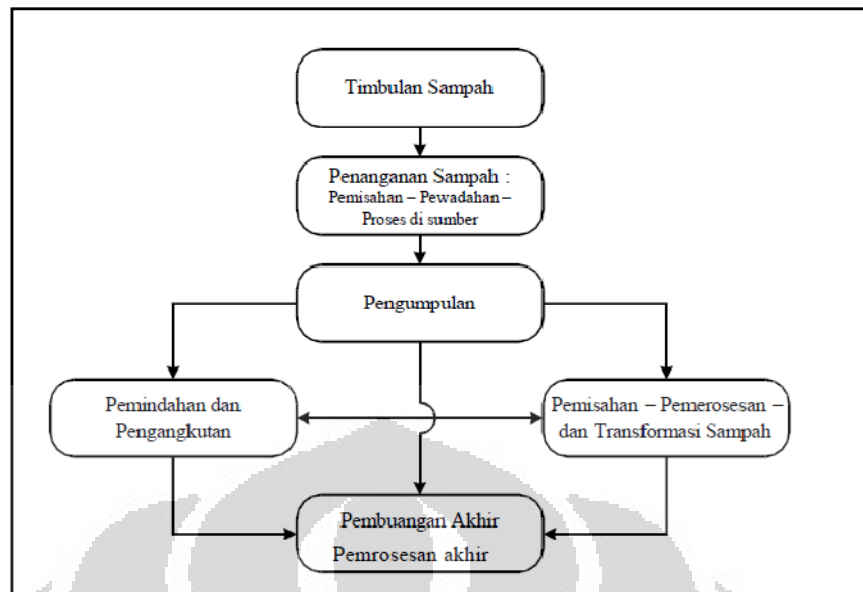 Timbulan Sampah
Penanganan Sampah :
Pemisahan – Pewadahan –
Proses di sumber
Pengumpulan
Pemindahan dan
Pengangkutan
Pemisahan – Pemerosesan –
dan Transformasi Sampah
Pembuangan Akhir
Pemrosesan akhir